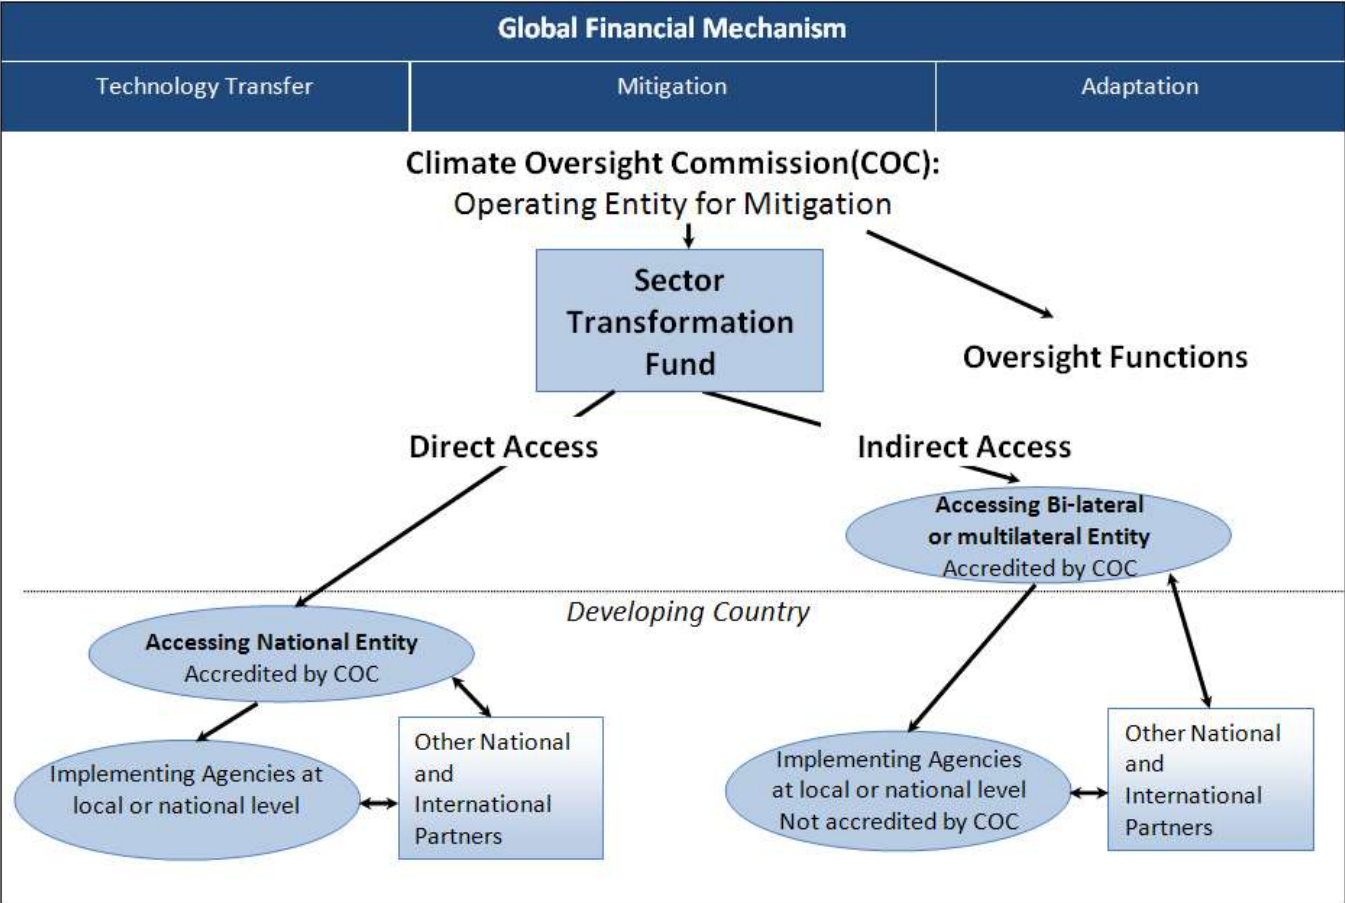 Global Financial Mechanism
Technology Transfer
Mitigation
Adaptation
Climate Oversight Commission(COC):
Operating Entity for Mitigation
Sector
Transformation
Fund
Oversight Functions
Direct Access
Indirect Access
Accessing Bi-lateral
or multilateral Entity
Accredited by COC
Developing Country
Accessing National Entity
Accredited by COC
Implementing Agencies at
local or national level
Other National
and
International
Partners
Implementing Agencies
at local or national level
Not accredited by COC
Other National
and
International
Partners